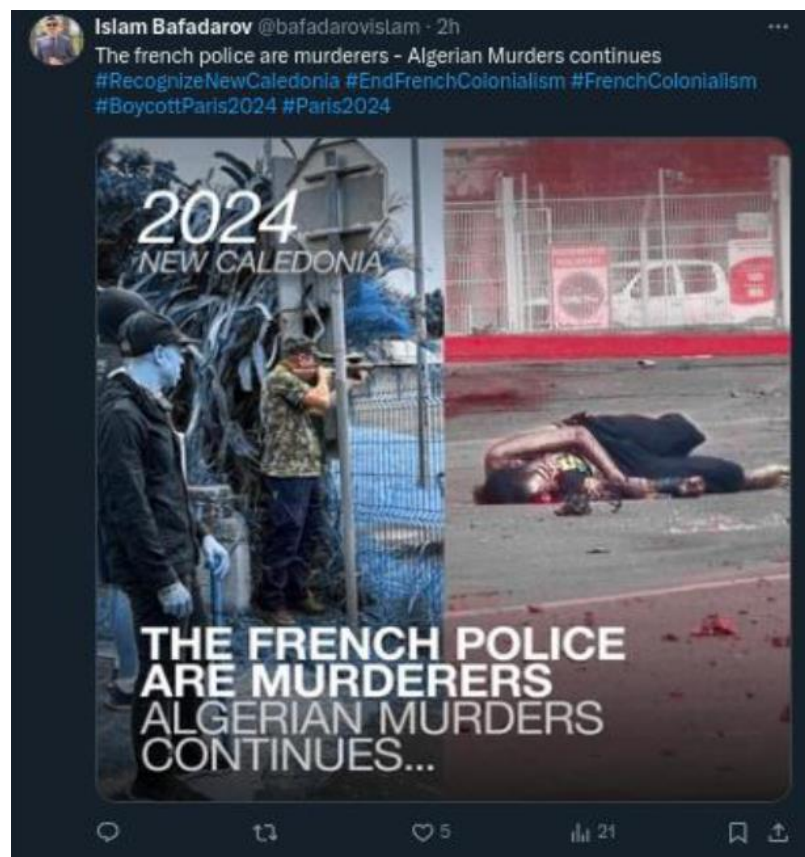 Islam Bafadarov @bafadarovislam · 2h
The french police are murderers - Algerian Murders continues
#RecognizeNewCaledonia #EndFrenchColonialism #FrenchColonialism
#BoycottParis2024 #Paris2024
2024
NEW CALEDONIA
THE FRENCH POLICE
ARE MURDERERS
ALGERIAN MURDERS
CONTINUES...
5
21